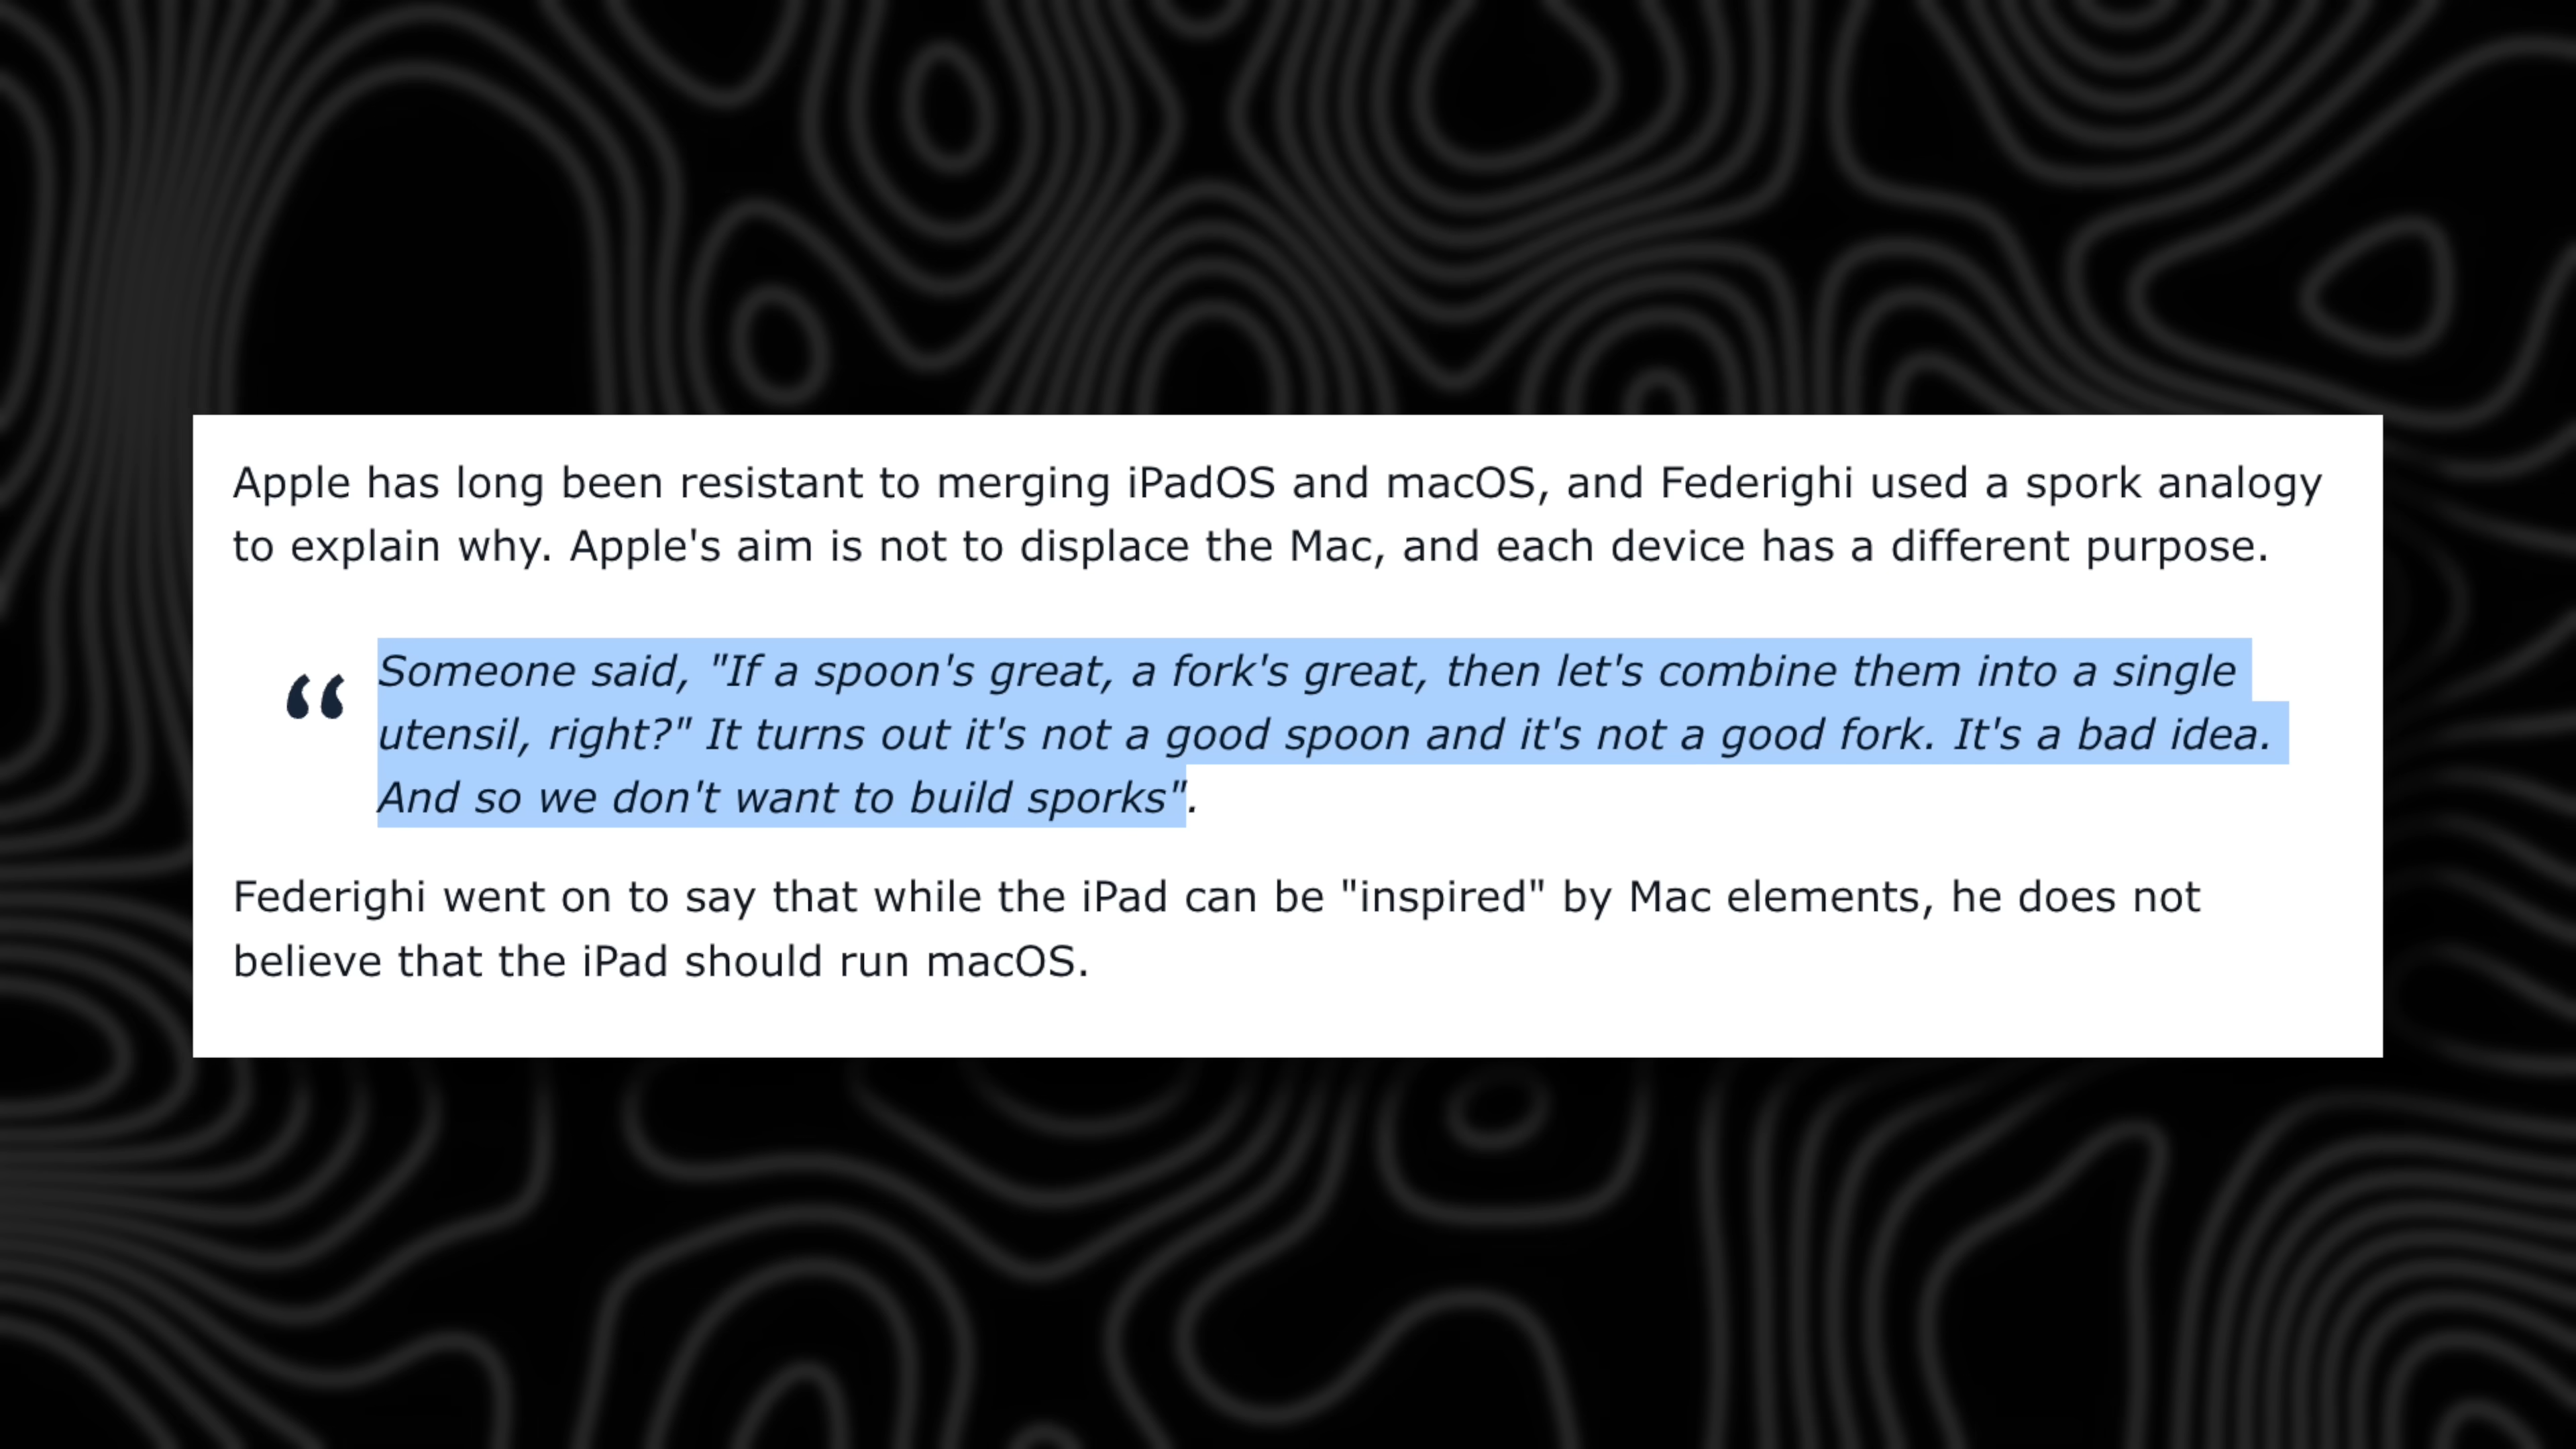 Apple has long been resistant to merging iPadOS and macOS, and Federighi used a spork analogy
to explain why. Apple's aim is not to displace the Mac, and each device has a different purpose.
“ Someone said, "If a spoon's great, a fork's great, then let's combine them into a single
utensil, right?" It turns out it's not a good spoon and it's not a good fork. It's a bad idea.
And so we don't want to build sporks".
Federighi went on to say that while the iPad can be "inspired" by Mac elements, he does not
believe that the iPad should run macOS.